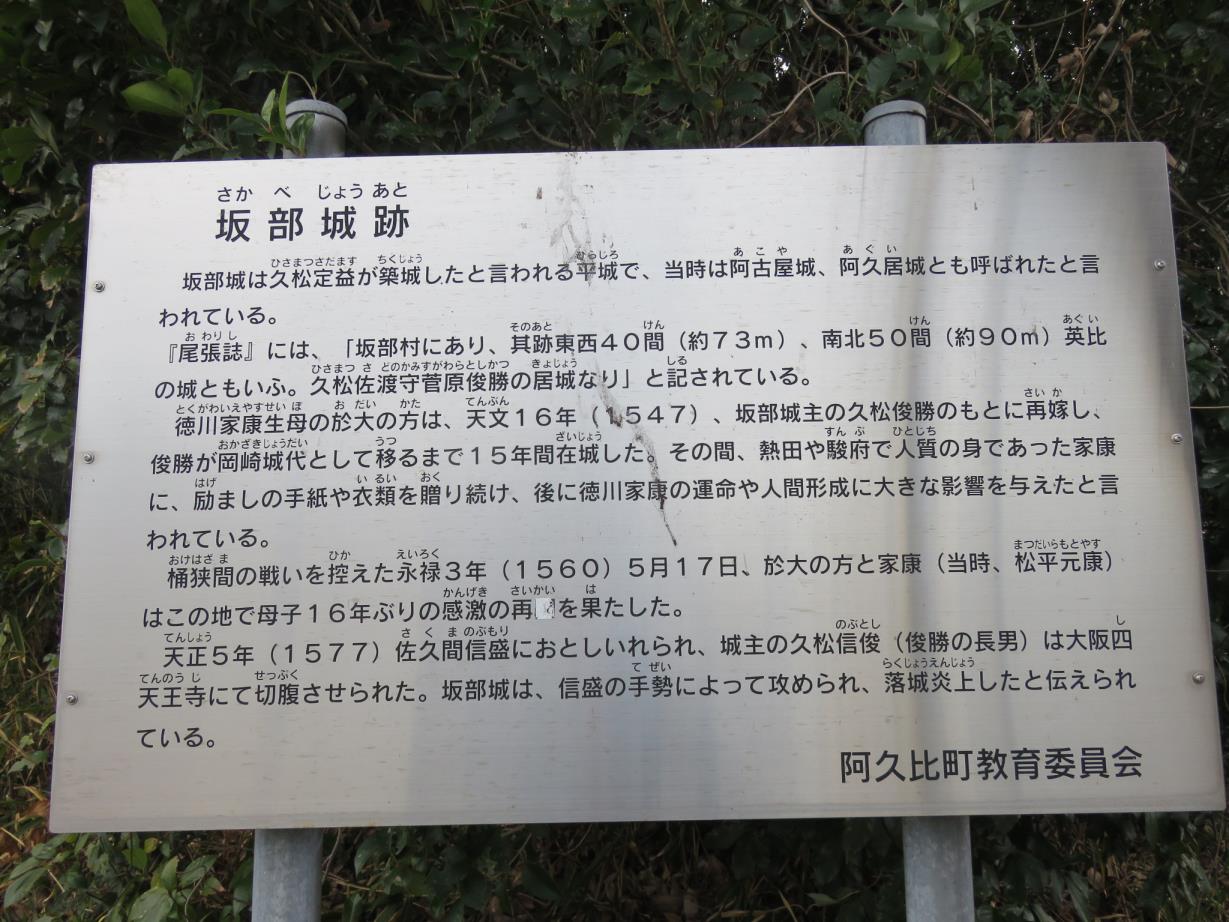 さかべじょうあと
坂部城跡
ひさまつさだます ちくじょう ひらじろ あこや あぐい
坂部城は久松定益が築城したと言われる平城で、当時は阿古屋城、阿久居城とも呼ばれたと言
われている。
おわりし そのあと けん けん あぐい
『尾張誌』には、「坂部村にあり、其跡東西40間(約73m)、南北50間(約90m)英比
ひさまつさどのかみすがわらとしかつ きょじょう しる
の城ともいふ。久松佐渡守菅原俊勝の居城なり」と記されている。
とくがわいえやすせいぼ おだい かた てんぶん さいか
徳川家康生母の於大の方は、天文16年(1547)、坂部城主の久松俊勝のもとに再嫁し、
おかざきじょうだい うつ ざいじょう すんぷ ひとじち
俊勝が岡崎城代として移るまで15年間在城した。その間、熱田や駿府で人質の身であった家康
はげ いるい おく
に、励ましの手紙や衣類を贈り続け、後に徳川家康の運命や人間形成に大きな影響を与えたと言
われている。
おけはざま ひか えいろく まつだいらもとやす
桶狭間の戦いを控えた永禄3年(1560)5月17日、於大の方と家康(当時、松平元康)
かんげき さいかい は
はこの地で母子16年ぶりの感激の再を果たした。
てんしょう さくまのぶもり のぶとし し
天正5年(1577)佐久間信盛におとしいれられ、城主の久松信俊(俊勝の長男)は大阪四
てんのうじ せっぷく てぜい らくじょうえんじょう
天王寺にて切腹させられた。坂部城は、信盛の手勢によって攻められ、落城炎上したと伝えられ
ている。
阿久比町教育委員会